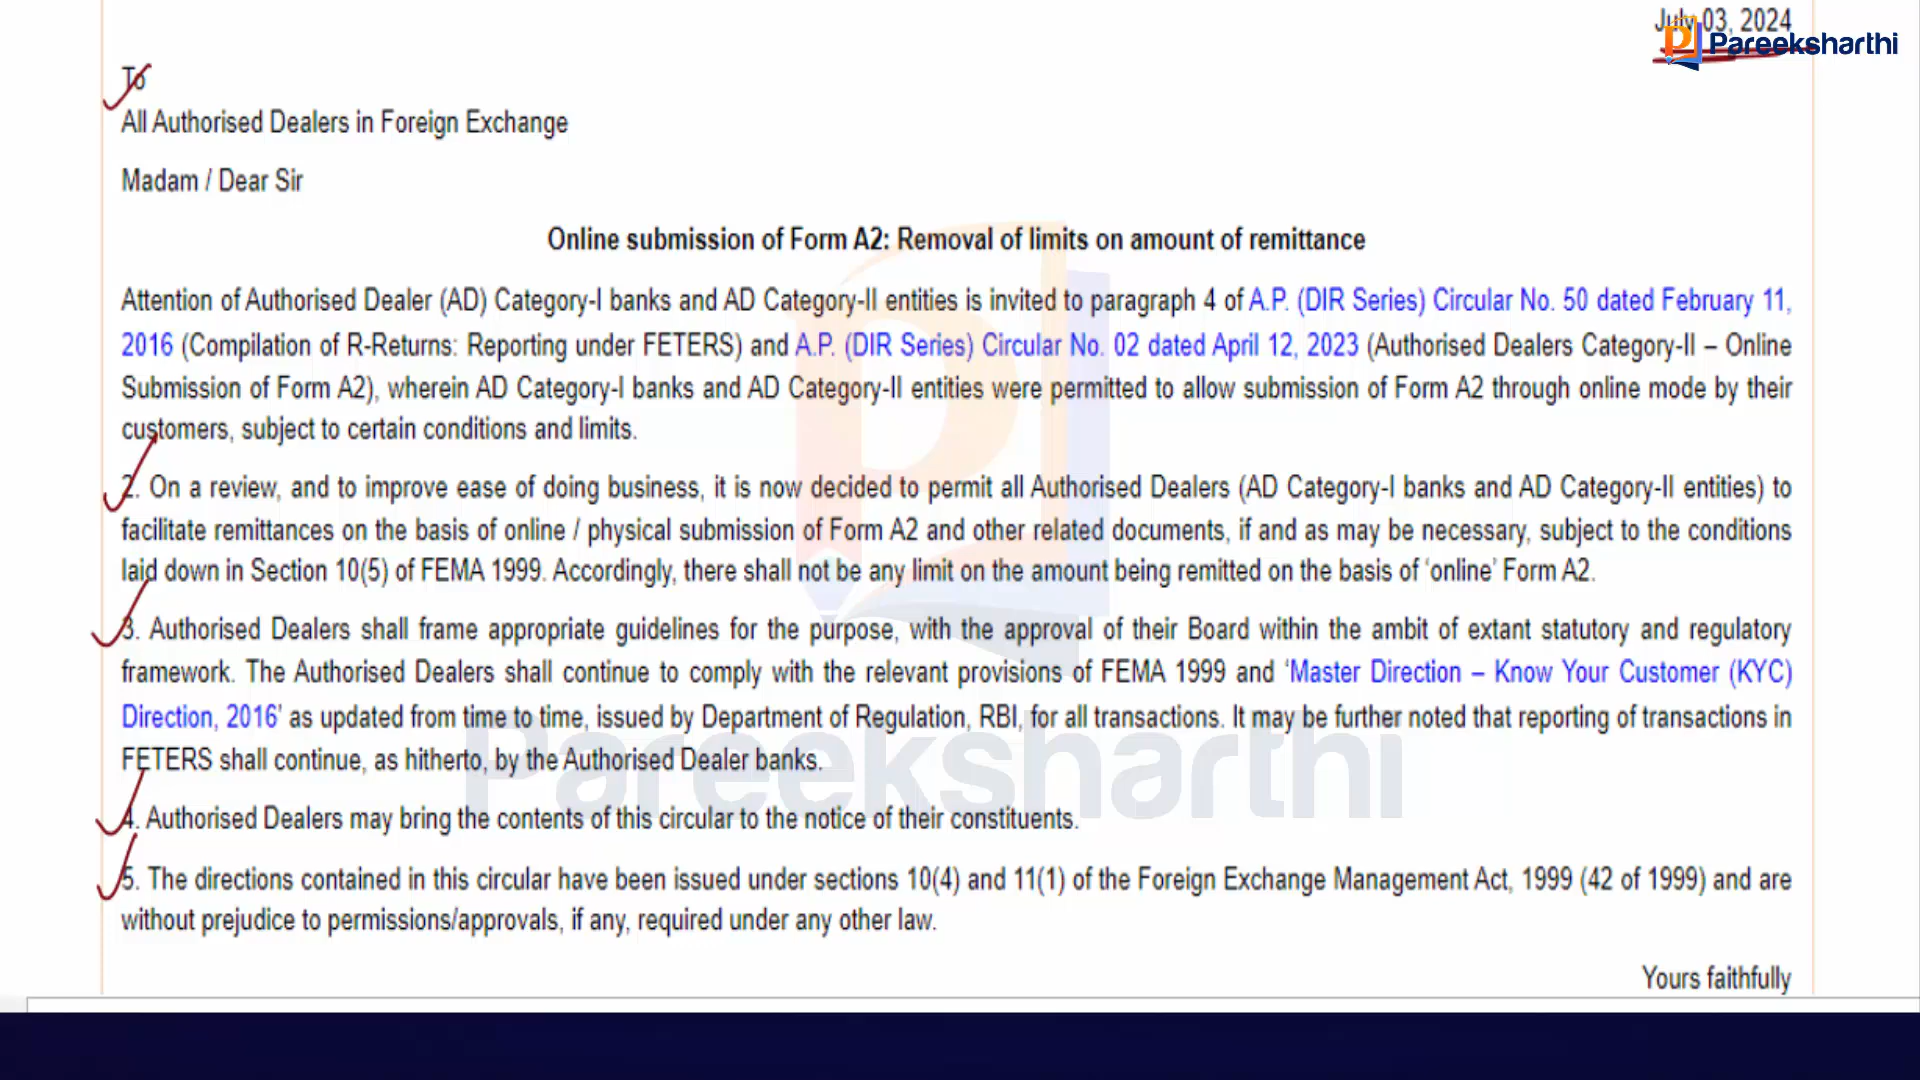 July 03, 2024
Pareeksharthi
To
All Authorised Dealers in Foreign Exchange
Madam / Dear Sir
Online submission of Form A2: Removal of limits on amount of remittance
Attention of Authorised Dealer (AD) Category-I banks and AD Category-II entities is invited to paragraph 4 of A.P. (DIR Series) Circular No. 50 dated February 11,
2016 (Compilation of R-Returns: Reporting under FETERS) and A.P. (DIR Series) Circular No. 02 dated April 12, 2023 (Authorised Dealers Category-II – Online
Submission of Form A2), wherein AD Category-I banks and AD Category-II entities were permitted to allow submission of Form A2 through online mode by their
customers, subject to certain conditions and limits.
2. On a review, and to improve ease of doing business, it is now decided to permit all Authorised Dealers (AD Category-I banks and AD Category-II entities) to
facilitate remittances on the basis of online / physical submission of Form A2 and other related documents, if and as may be necessary, subject to the conditions
laid down in Section 10(5) of FEMA 1999. Accordingly, there shall not be any limit on the amount being remitted on the basis of ‘online’ Form A2.
3. Authorised Dealers shall frame appropriate guidelines for the purpose, with the approval of their Board within the ambit of extant statutory and regulatory
framework. The Authorised Dealers shall continue to comply with the relevant provisions of FEMA 1999 and ‘Master Direction – Know Your Customer (KYC)
Direction, 2016’ as updated from time to time, issued by Department of Regulation, RBI, for all transactions. It may be further noted that reporting of transactions in
FETERS shall continue, as hitherto, by the Authorised Dealer banks.
Pareeksharthi
4. Authorised Dealers may bring the contents of this circular to the notice of their constituents.
5. The directions contained in this circular have been issued under sections 10(4) and 11(1) of the Foreign Exchange Management Act, 1999 (42 of 1999) and are
without prejudice to permissions/approvals, if any, required under any other law.
Yours faithfully